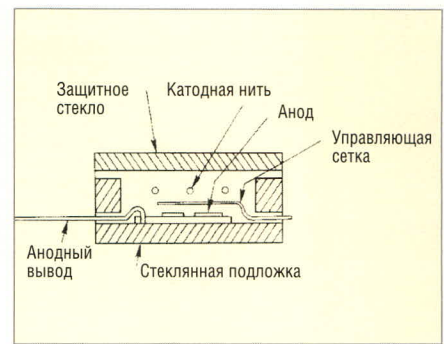 Защитное
стекло
Катодная нить
Анод
Управляющая
сетка
Анодный
вывод
Стеклянная подложка